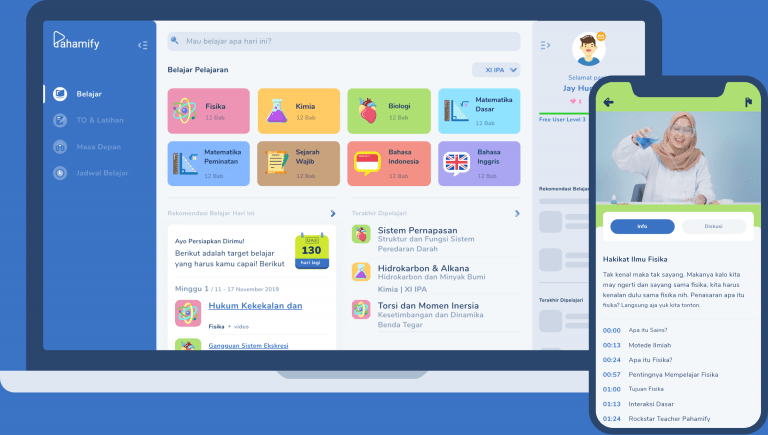 Pahamify
Belajar
TO & Latihan
Masa Depan
Jadwal Belajar
Mau belajar apa hari ini?
Belajar Pelajaran
XI IPA
Fisika
12 Bab
Kimia
12 Bab
Biologi
12 Bab
Matematika
Dasar
12 Bab
Matematika
Peminatan
12 Bab
Sejarah
Wajib
12 Bab
Bahasa
Indonesia
12 Bab
Bahasa
Inggris
12 Bab
Rekomendasi Belajar Hari Ini
Ayo Persiapkan Dirimu!
Berikut adalah target belajar
yang harus kamu capai! Berikut
130
hari lagi
Minggu 1 / 11 - 17 November 2019
Hukum Kekekalan dan
Fisika • video
Gangguan Sistem Ekskresi
Terakhir Dipelajari
Sistem Pernapasan
Struktur dan Fungsi Sistem
Peredaran Darah
Hidrokarbon & Alkana
Hidrokarbon dan Minyak Bumi
Kimia | XI IPA
Torsi dan Momen Inersia
Kesetimbangan dan Dinamika
Benda Tegar
Selamat pa
Jay Hu
1
Free User Level 3
Rekomendasi Belajar
Terakhir Dipelajari
Info
Diskusi
Hakikat Ilmu Fisika
Tak kenal maka tak sayang. Makanya kalo kita
may ngerti dan sayang sama fisika, kita harus
kenalan dulu sama fisika nih. Penasaran apa itu
fisika? Langsung aja yuk kita tonton.
00:00 Apa itu Sains?
00:13 Motede Ilmiah
00:24 Apa itu Fisika?
00:57 Pentingnya Mempelajar Fisika
01:00 Tujuan Fisika
01:13 Interaksi Dasar
01:24 Rockstar Teacher Pahamify